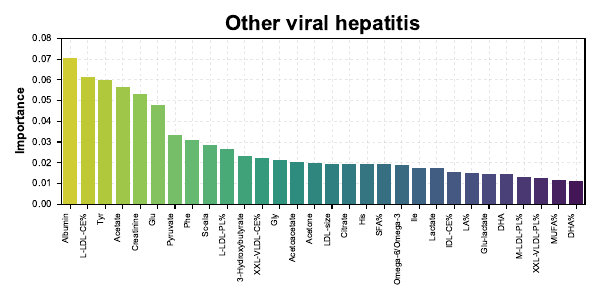 Other viral hepatitis
Importance
0.08
0.07
0.06
0.05
0.04
0.03
0.02
0.01
0.00
Albumin
L-LDL-CE%
Tyr
Acetate
Creatinine
Glu
Pyruvate
Phe
L-LDL-PL%
3-Hydroxybutyrate
XXL-VLDL-CE%
Gly
Acetoacetate
Acetone
LDL-size
Citrate
His
SFA%
Omega-6/Omega-3
Ile
Lactate
IDL-CE%
LA%
Glu-lactate
DHA
M-LDL-PL%
XXL-VLDL-PL%
MUFA%
DHA%